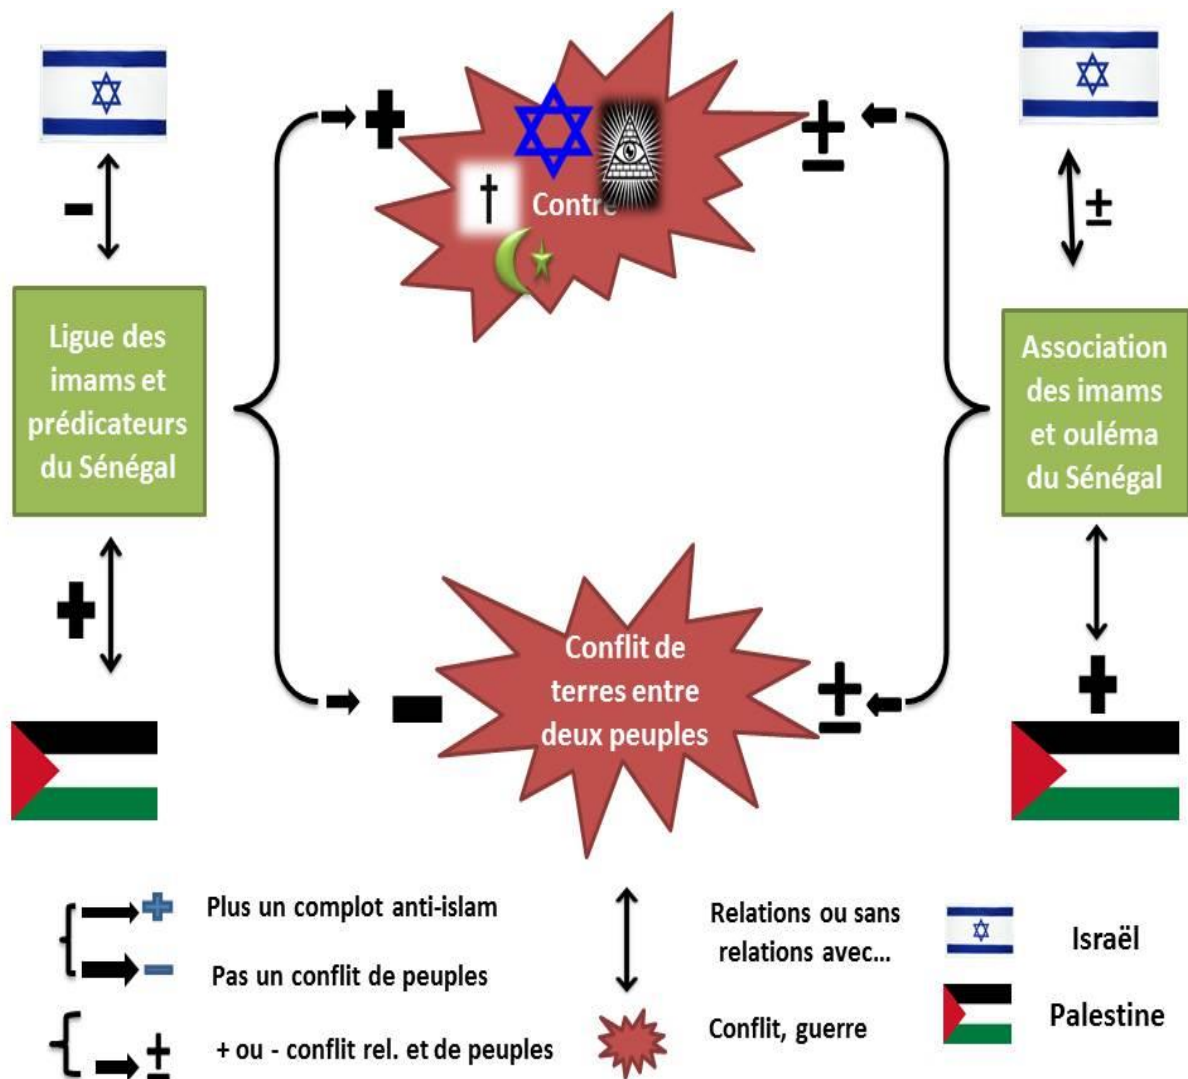 Contre
Ligue des
imams et
prédicateurs
du Sénégal
Association
des imams
et ouléma
du Sénégal
Conflit de
terres entre
deux peuples
Plus un complot anti-islam
Pas un conflit de peuples
+ ou - conflit rel. et de peuples
Relations ou sans
relations avec...
Conflit, guerre
Israël
Palestine